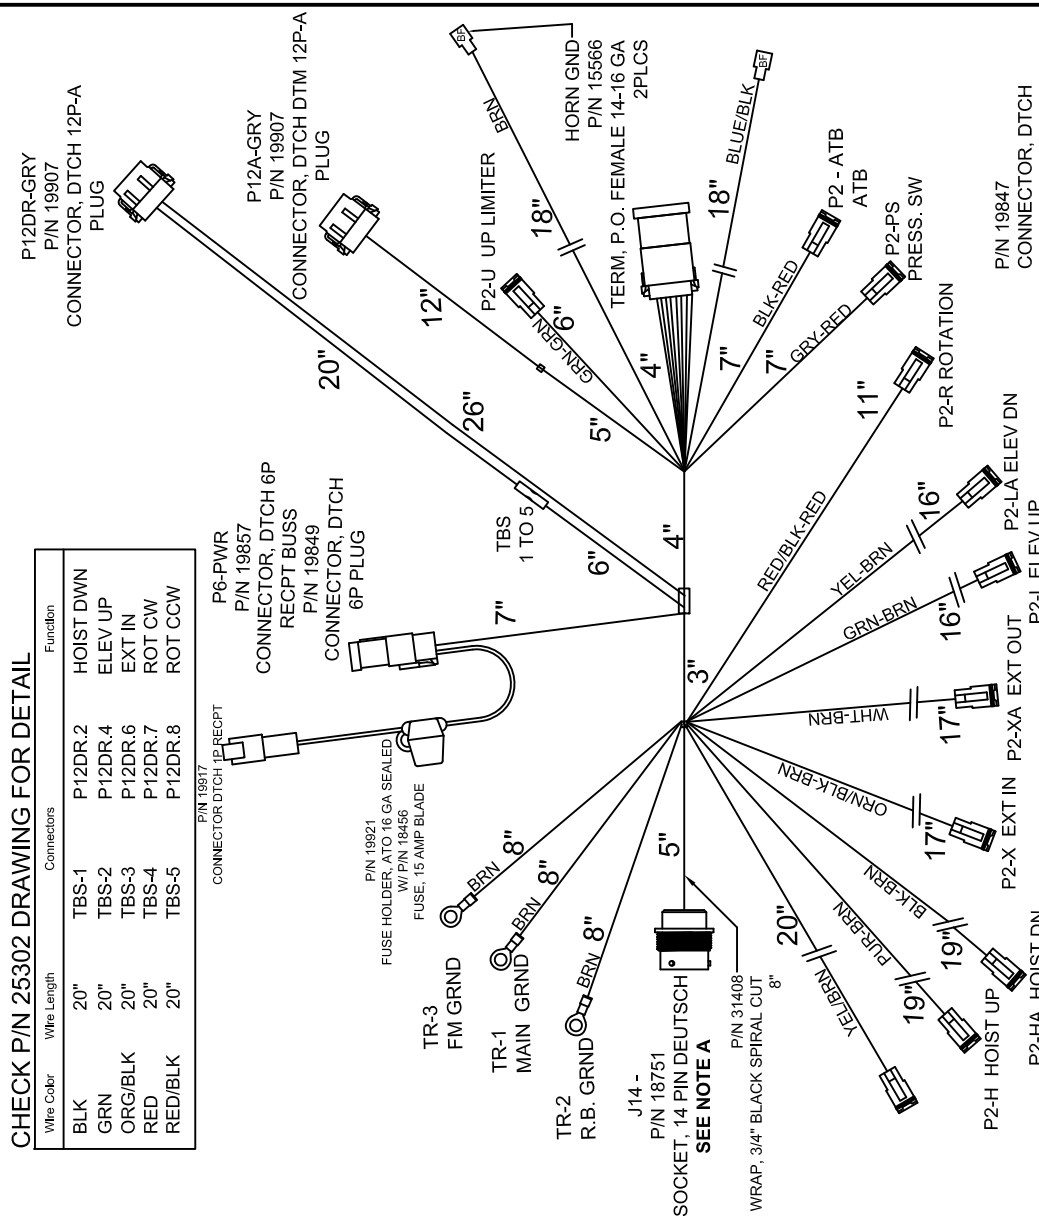 CHECK P/N 25302 DRAWING FOR DETAIL
Wire Color Wire Length Connectors Function
BLK 20" TBS-1 P12DR.2 HOIST DWN
GRN 20" TBS-2 P12DR.4 ELEV UP
ORG/BLK 20" TBS-3 P12DR.6 EXT IN
RED 20" TBS-4 P12DR.7 ROT CW
RED/BLK 20" TBS-5 P12DR.8 ROT CCW
P12DR-GRY
P/N 19907
CONNECTOR, DTCH 12P-A
PLUG
20"
26"
TBS
1 TO 5
6"
P12A-GRY
P/N 19907
CONNECTOR, DTCH DTM 12P-A
PLUG
12"
5"
P6-PWR
P/N 19857
CONNECTOR, DTCH 6P
RECPT BUSS
P/N 19849
CONNECTOR, DTCH
6P PLUG
7"
P/N 19917
CONNECTOR DTCH 1P RECPT
P/N 19921
FUSE HOLDER, ATO 16 GA SEALED
W/ P/N 18456
FUSE, 15 AMP BLADE
P2-U UP LIMITER
6"
GRN-GRN
BF
BRN
18"
HORN GND
P/N 15566
TERM, P.O. FEMALE 14-16 GA
2PLCS
4"
BF
BLUE/BLK
18"
P2 - ATB
ATB
BLK-RED
7"
P2-PS
PRESS. SW
GRY-RED
7"
P/N 19847
CONNECTOR, DTCH
4"
3"
P2-R ROTATION
11"
RED/BLK-RED
P2-LA ELEV DN
16"
YEL-BRN
P2-L ELEV UP
16"
GRN-BRN
P2-XA EXT OUT
17"
WHT-BRN
P2-X EXT IN
17"
ORN/BLK-BRN
P2-HA HOIST DN
19"
BLK-BRN
P2-H HOIST UP
19"
PUR-BRN
20"
YEL/BRN
TR-3
FM GRND
BRN
8"
TR-1
MAIN GRND
BRN
8"
TR-2
R.B. GRND
BRN
8"
5"
J14 -
P/N 18751
SOCKET, 14 PIN DEUTSCH
SEE NOTE A
P/N 31408
WRAP, 3/4" BLACK SPIRAL CUT
8"